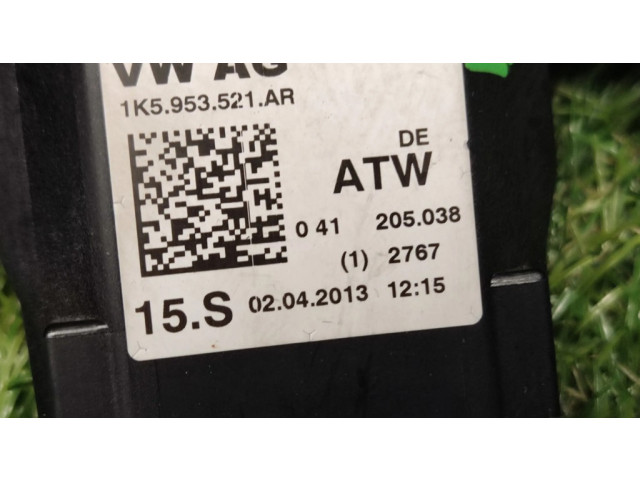 VW AG
1K5.953.521.AR
DE
ATW
0 41 205.038
(1) 2767
15.S 02.04.2013 12:15